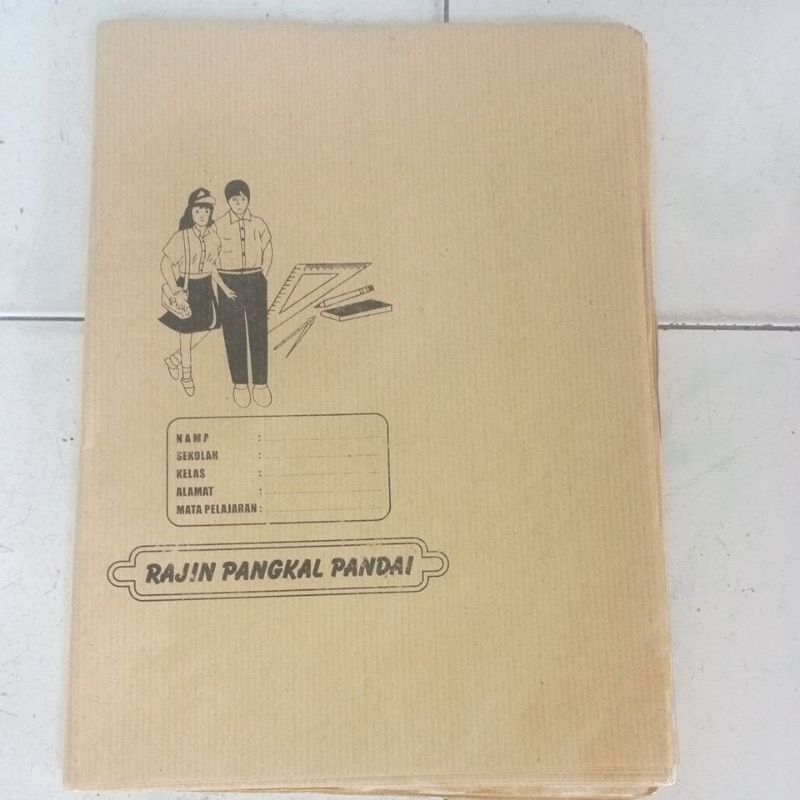 NAMA :
SEKOLAH :
KELAS :
ALAMAT :
MATA PELAJARAN :
RAJIN PANGKAL PANDAI